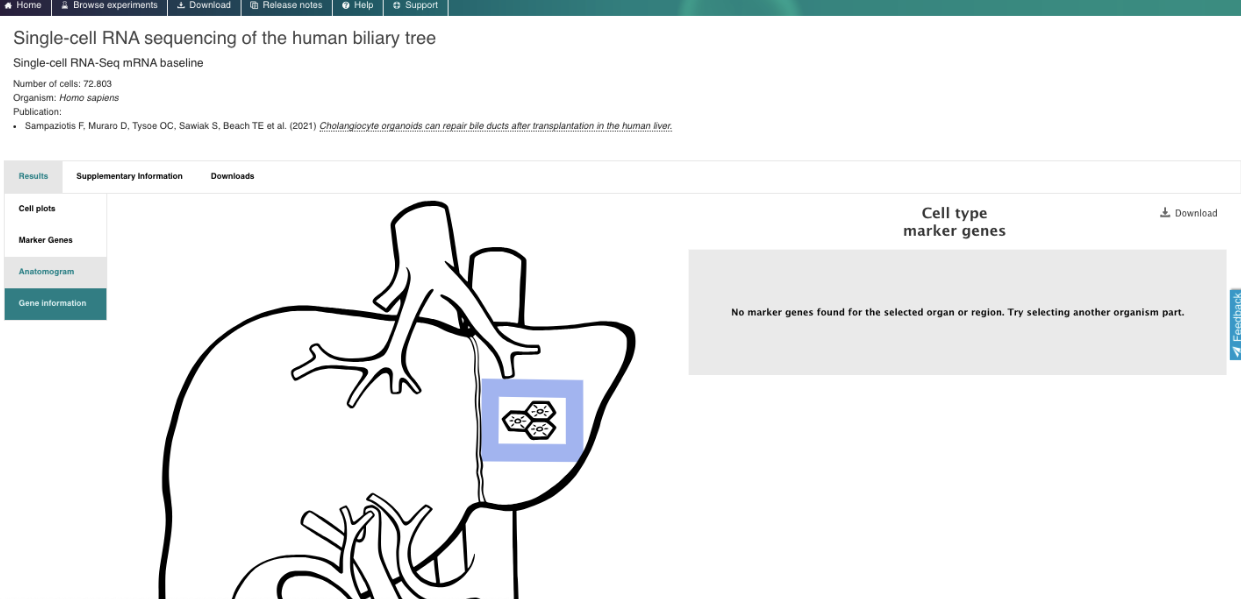 Home Browse experiments Download Release notes Help Support
Single-cell RNA sequencing of the human biliary tree
Single-cell RNA-Seq mRNA baseline
Number of cells: 72.803
Organism: Homo sapiens
Publication:
• Sampaziotis F, Muraro D, Tysoe OC, Sawiak S, Beach TE et al. (2021) Cholangiocyte organoids can repair bile ducts after transplantation in the human liver.
Results Supplementary Information Downloads
Cell plots
Marker Genes
Anatomogram
Gene information
Cell type
marker genes
Download
No marker genes found for the selected organ or region. Try selecting another organism part.
Feedback